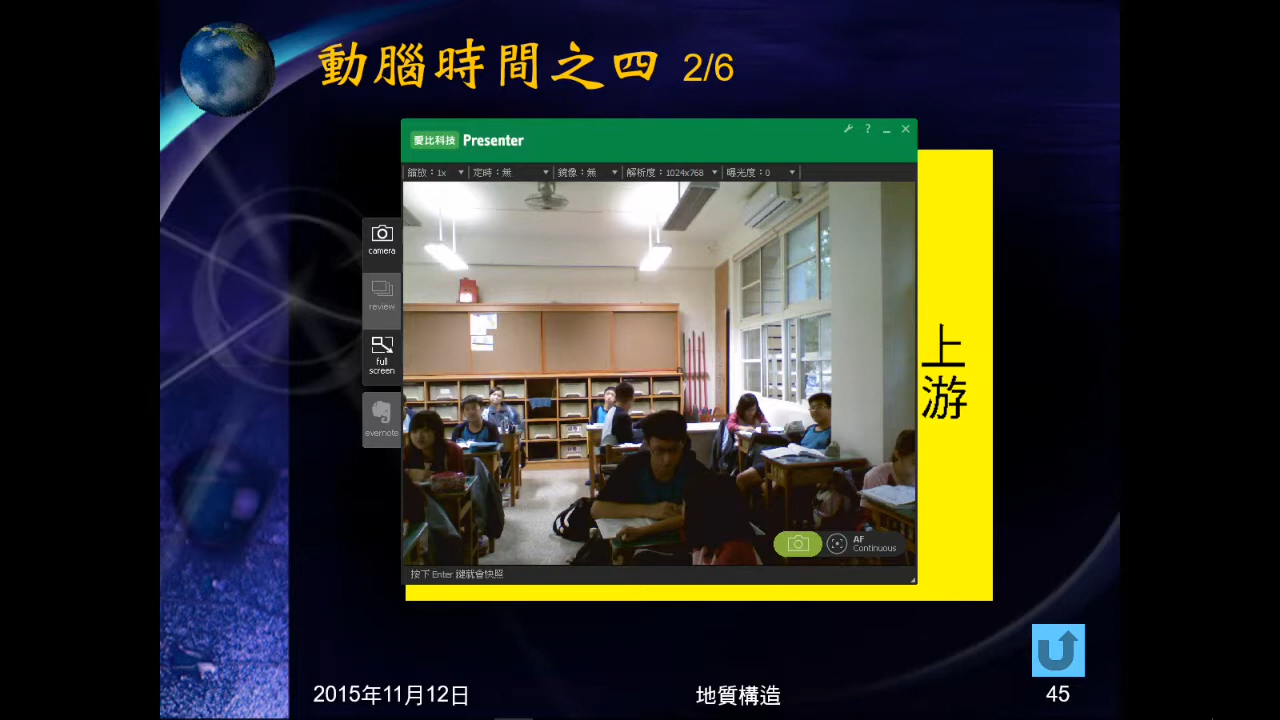 動腦時間之四 2/6
愛比科技 Presenter
?
縮放：1x 定時：無 鏡像：無 解析度：1024x768 曝光度：0
camera
review
full
screen
evernote
上
游
AF
Continuous
按下 Enter 鍵就會快照
2015年11月12日 地質構造 45